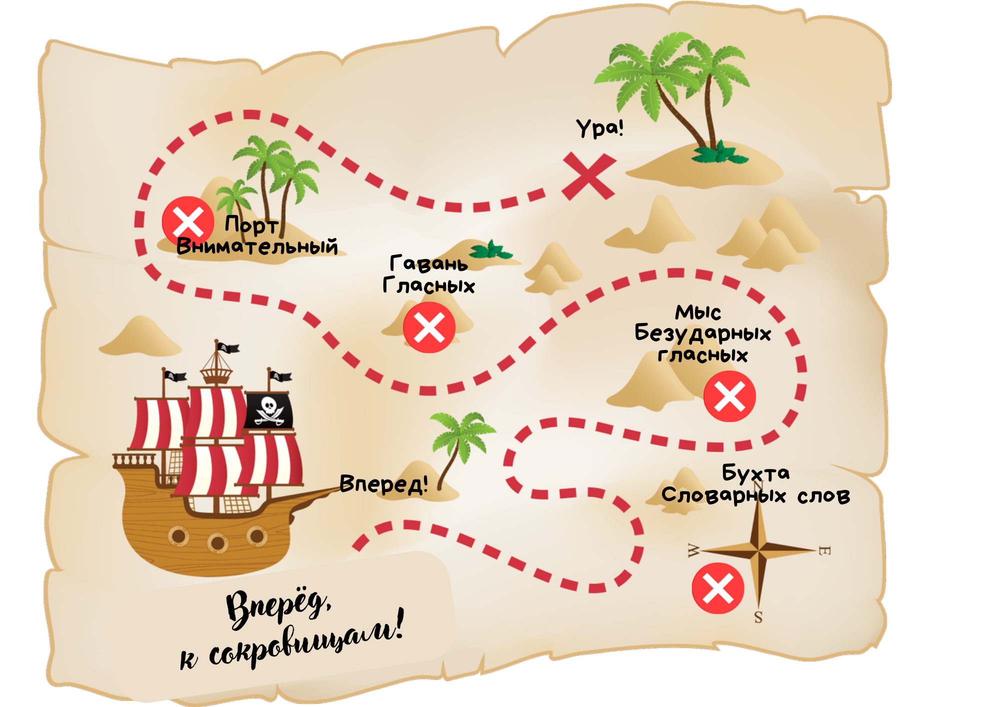 Ура!
Порт
Внимательный
Гавань
Гласных
Мыс
Безударных
гласных
Бухта
Словарных слов
Вперед!
N
W
E
S
Вперёд,
к сокровищам!